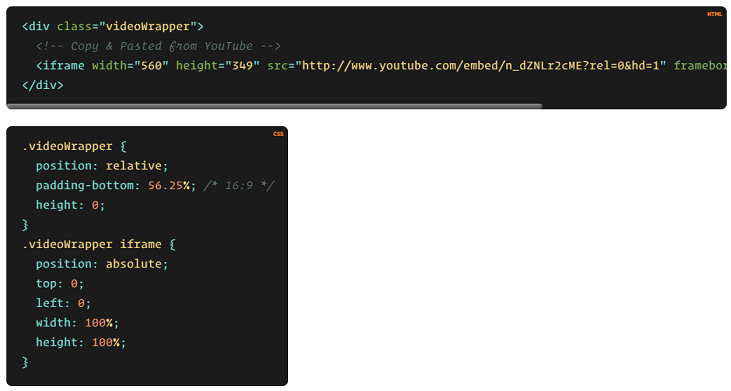 HTML
<div class="videoWrapper">
<!-- Copy & Pasted from YouTube -->
<iframe width="560" height="349" src="http://www.youtube.com/embed/n_dZNLr2cME?rel=0&hd=1" framebor
</div>
CSS
.videoWrapper {
position: relative;
padding-bottom: 56.25%; /* 16:9 */
height: 0;
}
.videoWrapper iframe {
position: absolute;
top: 0;
left: 0;
width: 100%;
height: 100%;
}